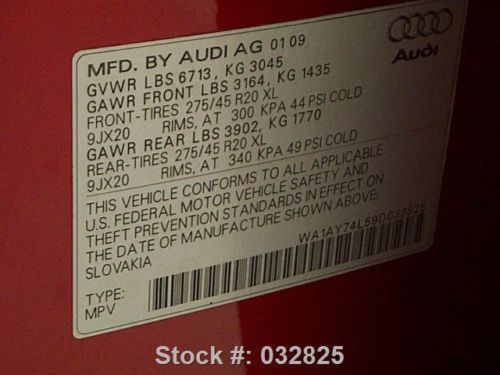 MFD. BY AUDI AG 01 09
GVWR LBS 6713, KG 3045
GAWR FRONT LBS 3164, KG 1435
FRONT-TIRES 275/45 R20 XL
9JX20 RIMS, AT 300 KPA 44 PSI COLD
GAWR REAR LBS 3902, KG 1770
REAR-TIRES 275/45 R20 XL
9JX20 RIMS, AT 340 KPA 49 PSI COLD
Audi
THIS VEHICLE CONFORMS TO ALL APPLICABLE
U.S. FEDERAL MOTOR VEHICLE SAFETY AND
THEFT PREVENTION STANDARDS IN EFFECT ON
THE DATE OF MANUFACTURE SHOWN ABOVE.
SLOVAKIA
WA1AY74L59D032825
TYPE:
MPV
Stock #: 032825